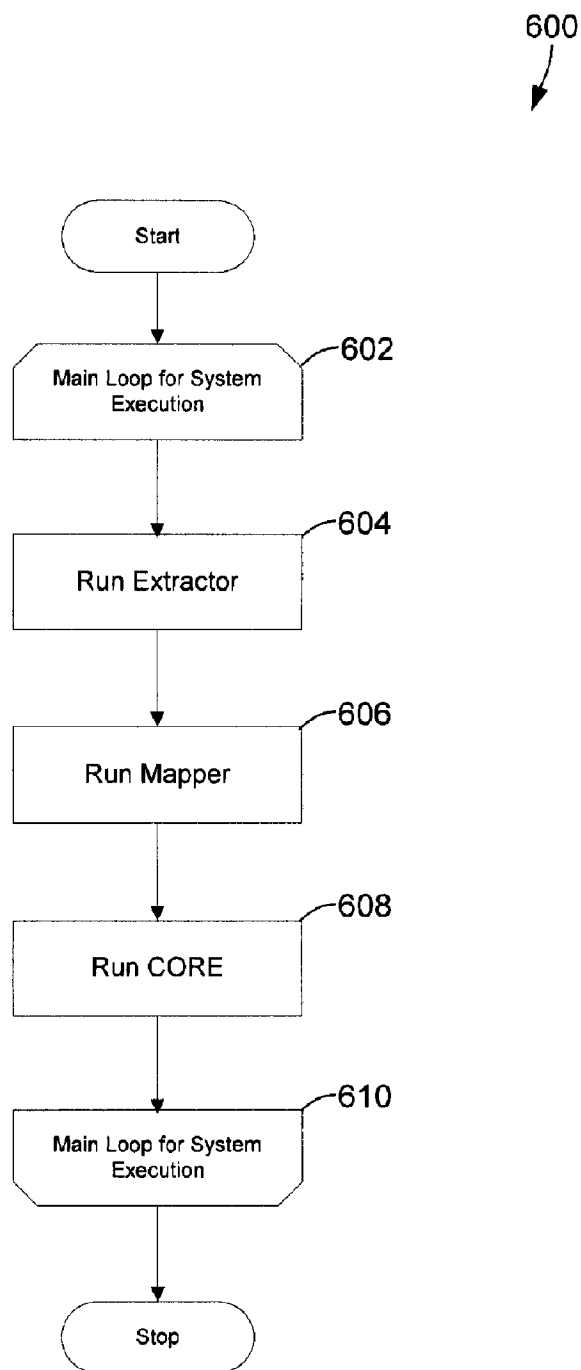 600
Start
602
Main Loop for System
Execution
604
Run Extractor
606
Run Mapper
608
Run CORE
610
Main Loop for System
Execution
Stop